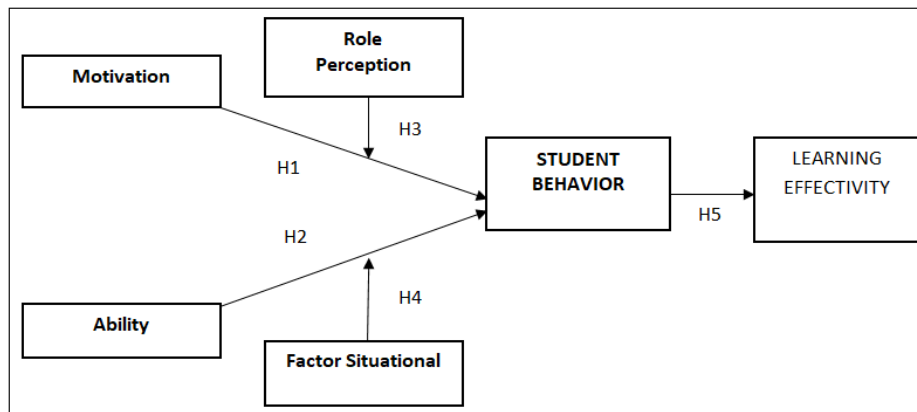 Role
Perception
Motivation
H3
H1
STUDENT
BEHAVIOR
LEARNING
EFFECTIVITY
H5
H2
H4
Ability
Factor Situational